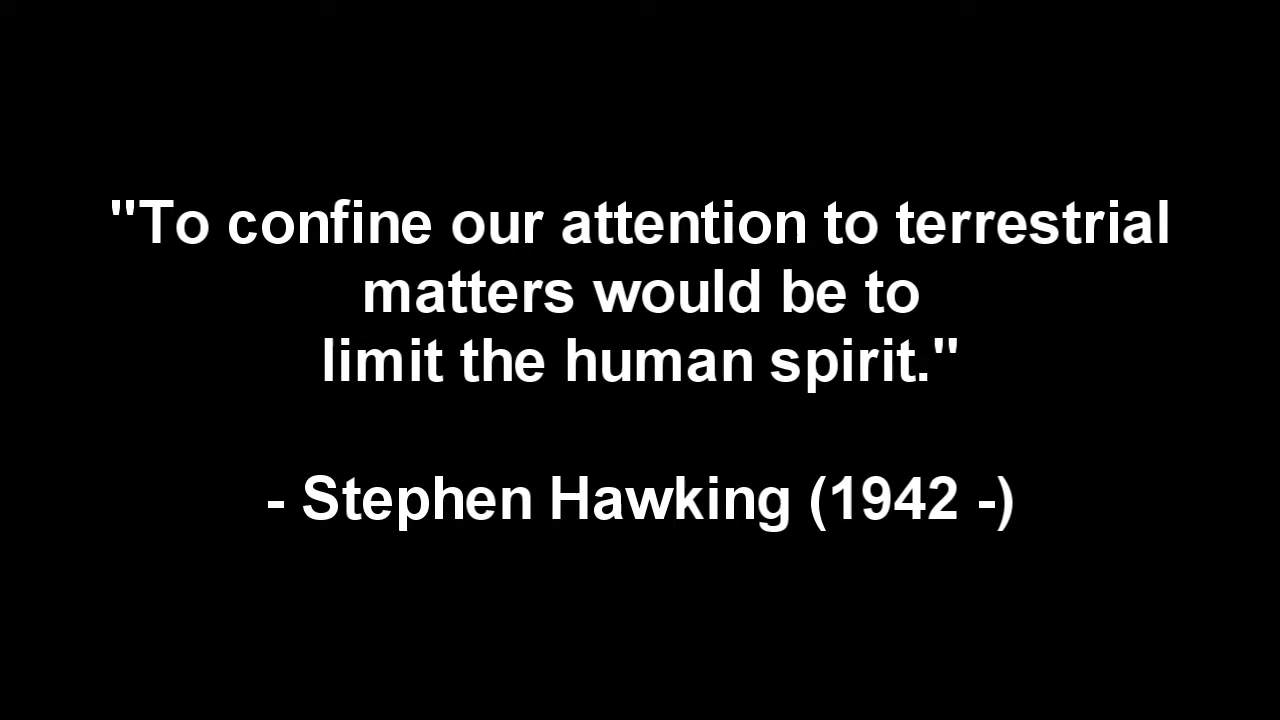 "To confine our attention to terrestrial
matters would be to
limit the human spirit."
- Stephen Hawking (1942 -)